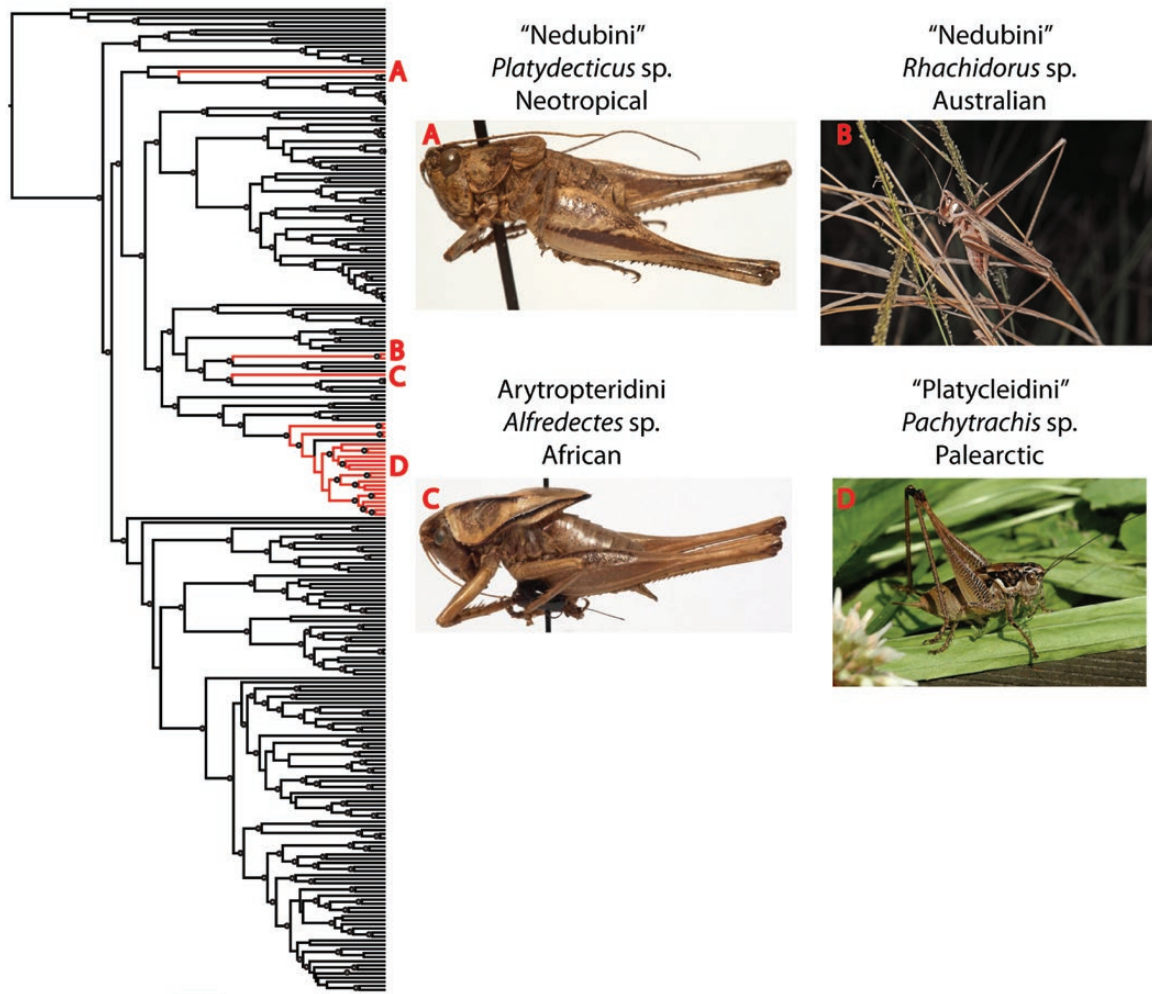 A
B
C
D
“Nedubini”
Platydecticus sp.
Neotropical
A
“Nedubini”
Rhachidorus sp.
Australian
B
Arytropteridini
Alfredectes sp.
African
C
“Platycleidini”
Pachytrachis sp.
Palearctic
D